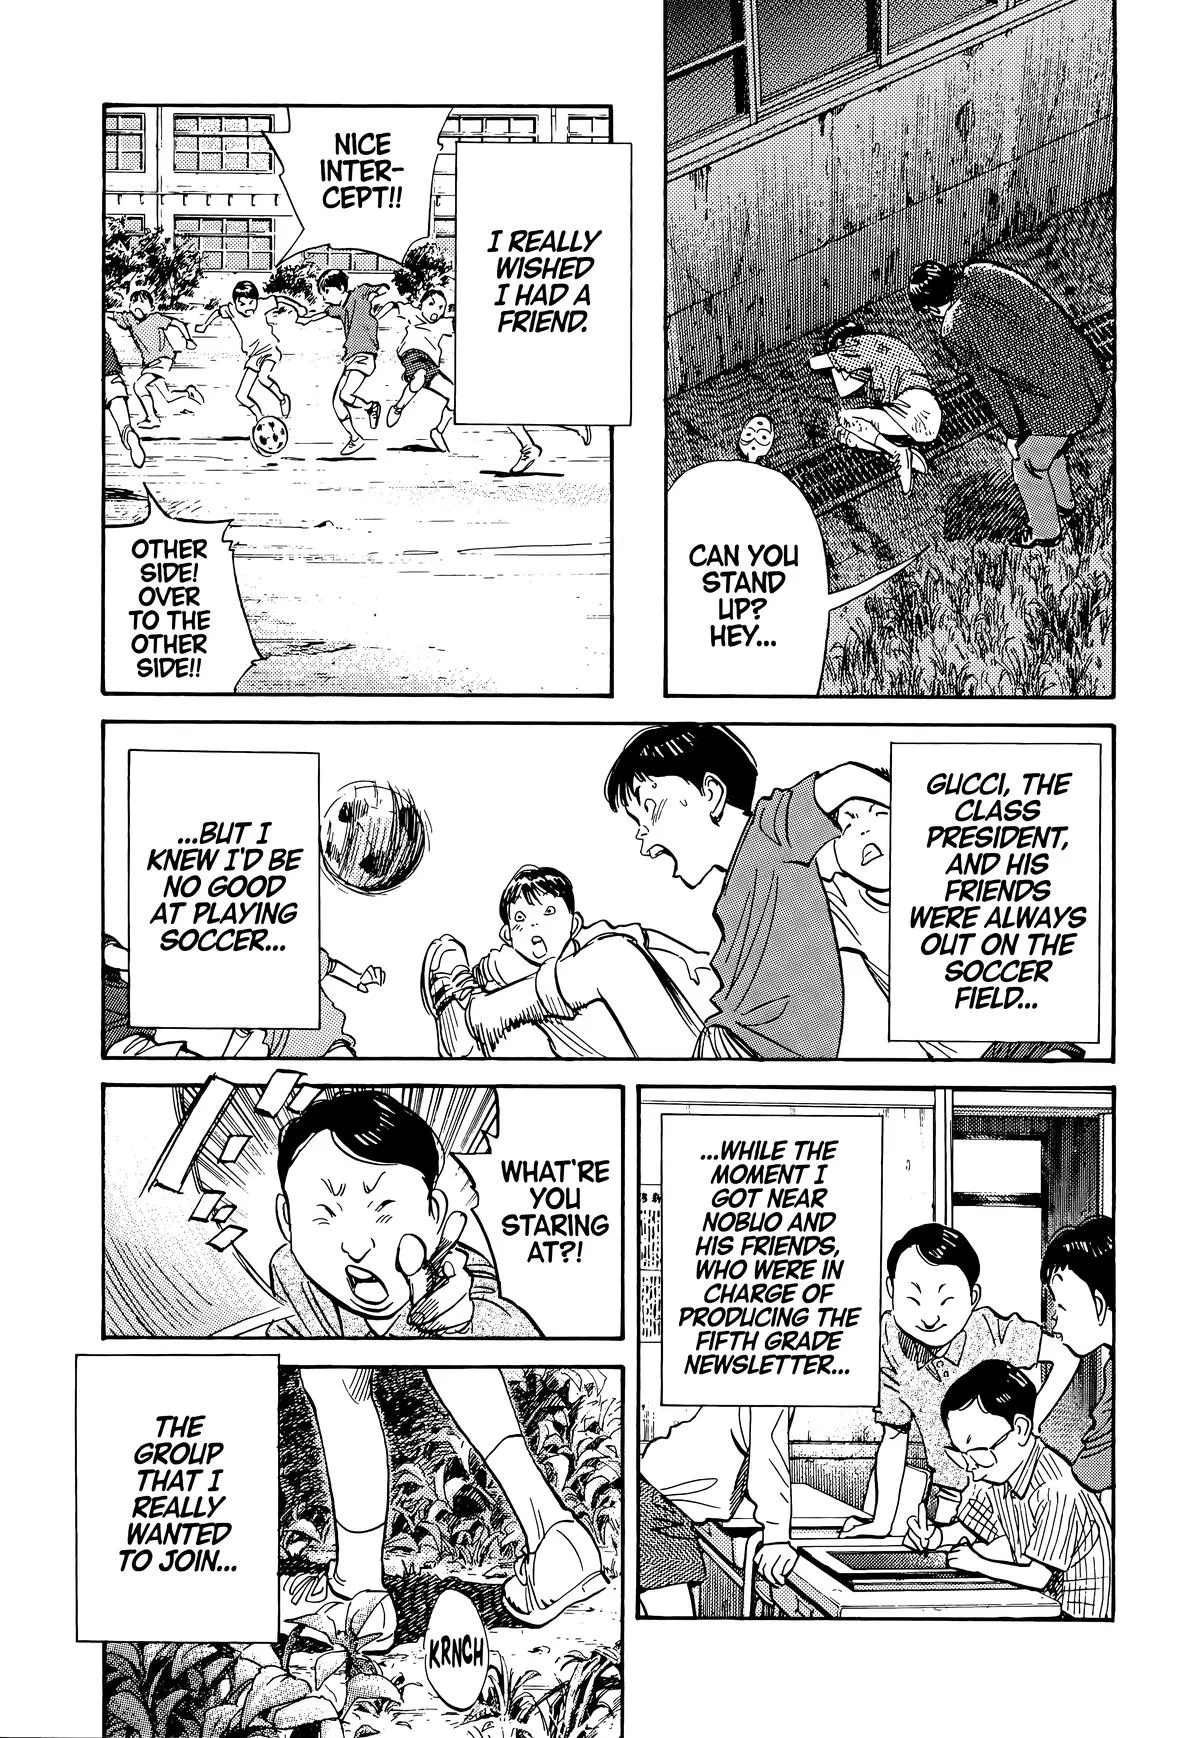 CAN YOU
STAND
UP?
HEY...
NICE
INTER-
CEPT!!
I REALLY
WISHED
I HAD A
FRIEND.
OTHER
SIDE!
OVER
TO THE
OTHER
SIDE!!
GUCCI, THE
CLASS
PRESIDENT,
AND HIS
FRIENDS
WERE ALWAYS
OUT ON THE
SOCCER
FIELD...
...BUT I
KNEW I'D BE
NO GOOD
AT PLAYING
SOCCER...
...WHILE THE
MOMENT I
GOT NEAR
NOBUO AND
HIS FRIENDS,
WHO WERE IN
CHARGE OF
PRODUCING THE
FIFTH GRADE
NEWSLETTER...
WHAT'RE
YOU
STARING
AT?!
THE
GROUP
THAT I
REALLY
WANTED
TO JOIN...
KRNCH